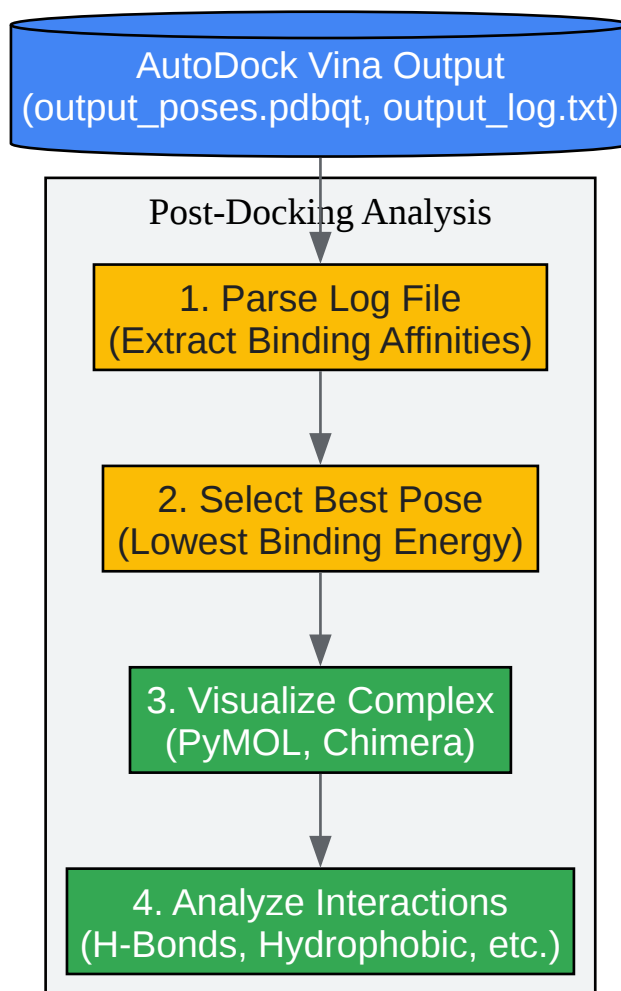 AutoDock Vina Output
(output_poses.pdbqt, output_log.txt)
Post-Docking Analysis
1. Parse Log File
(Extract Binding Affinities)
2. Select Best Pose
(Lowest Binding Energy)
3. Visualize Complex
(PyMOL, Chimera)
4. Analyze Interactions
(H-Bonds, Hydrophobic, etc.)